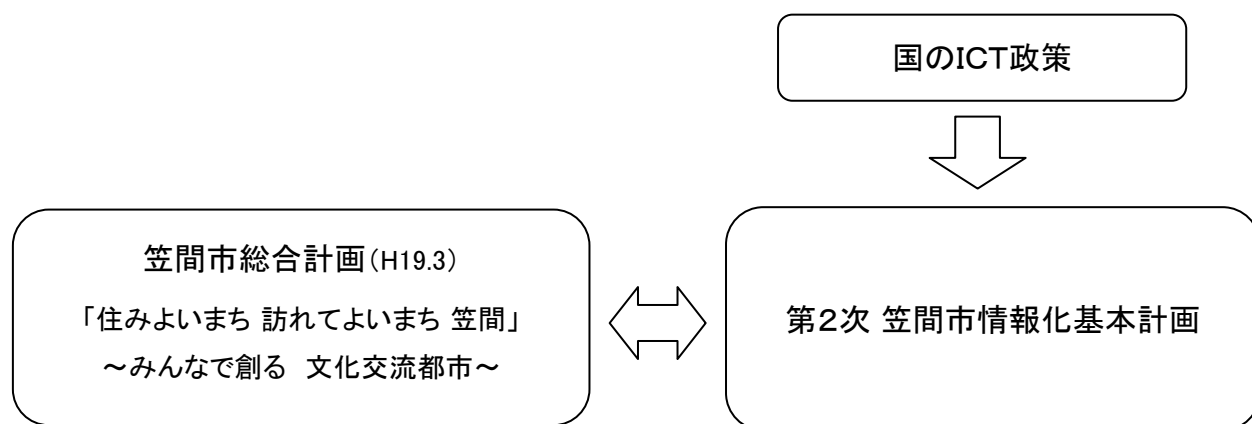 国のICT政策
笠間市総合計画（H19.3）
「住みよいまち 訪れてよいまち 笠間」
～みんなで創る　文化交流都市～
第2次 笠間市情報化基本計画